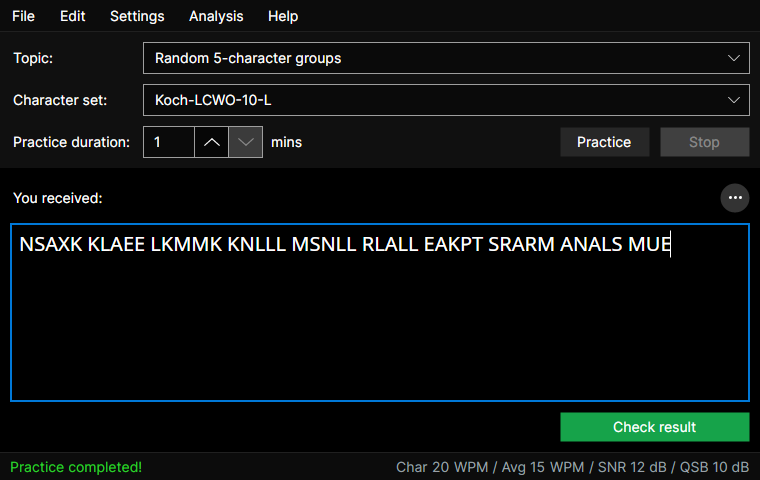 File Edit Settings Analysis Help
Topic: Random 5-character groups
Character set: Koch-LCWO-10-L
Practice duration: 1 mins Practice Stop
You received:
NSAXK KLAEE LKMMK KNLLL MSNLL RLALL EAKPT SRARM ANALS MUE
Check result
Practice completed! Char 20 WPM / Avg 15 WPM / SNR 12 dB / QSB 10 dB